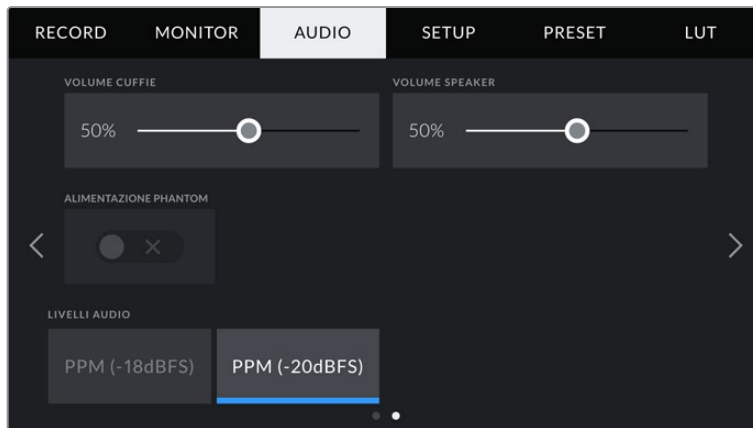 RECORD MONITOR AUDIO SETUP PRESET LUT
VOLUME CUFFIE VOLUME SPEAKER
50% 50%
ALIMENTAZIONE PHANTOM
LIVELLI AUDIO
PPM (-18dBFS) PPM (-20dBFS)